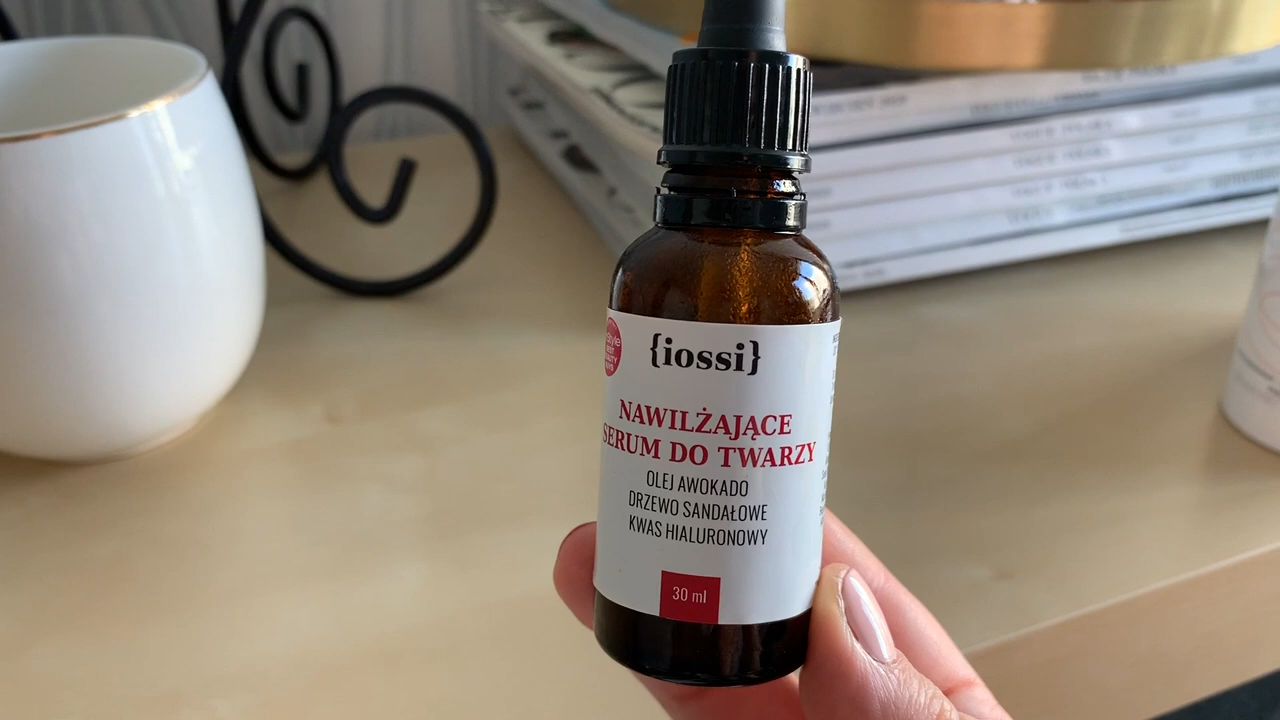 {iossi}
NAWILŻAJĄCE
SERUM DO TWARZY
OLEJ AWOKADO
DRZEWO SANDAŁOWE
KWAS HIALURONOWY
30 ml